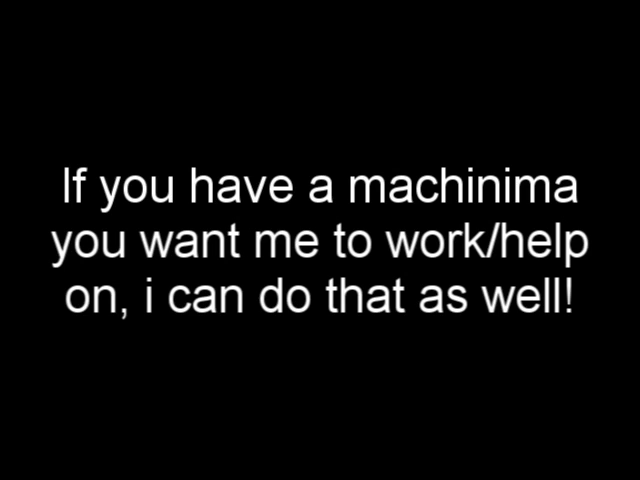 If you have a machinima
you want me to work/help
on, i can do that as well!